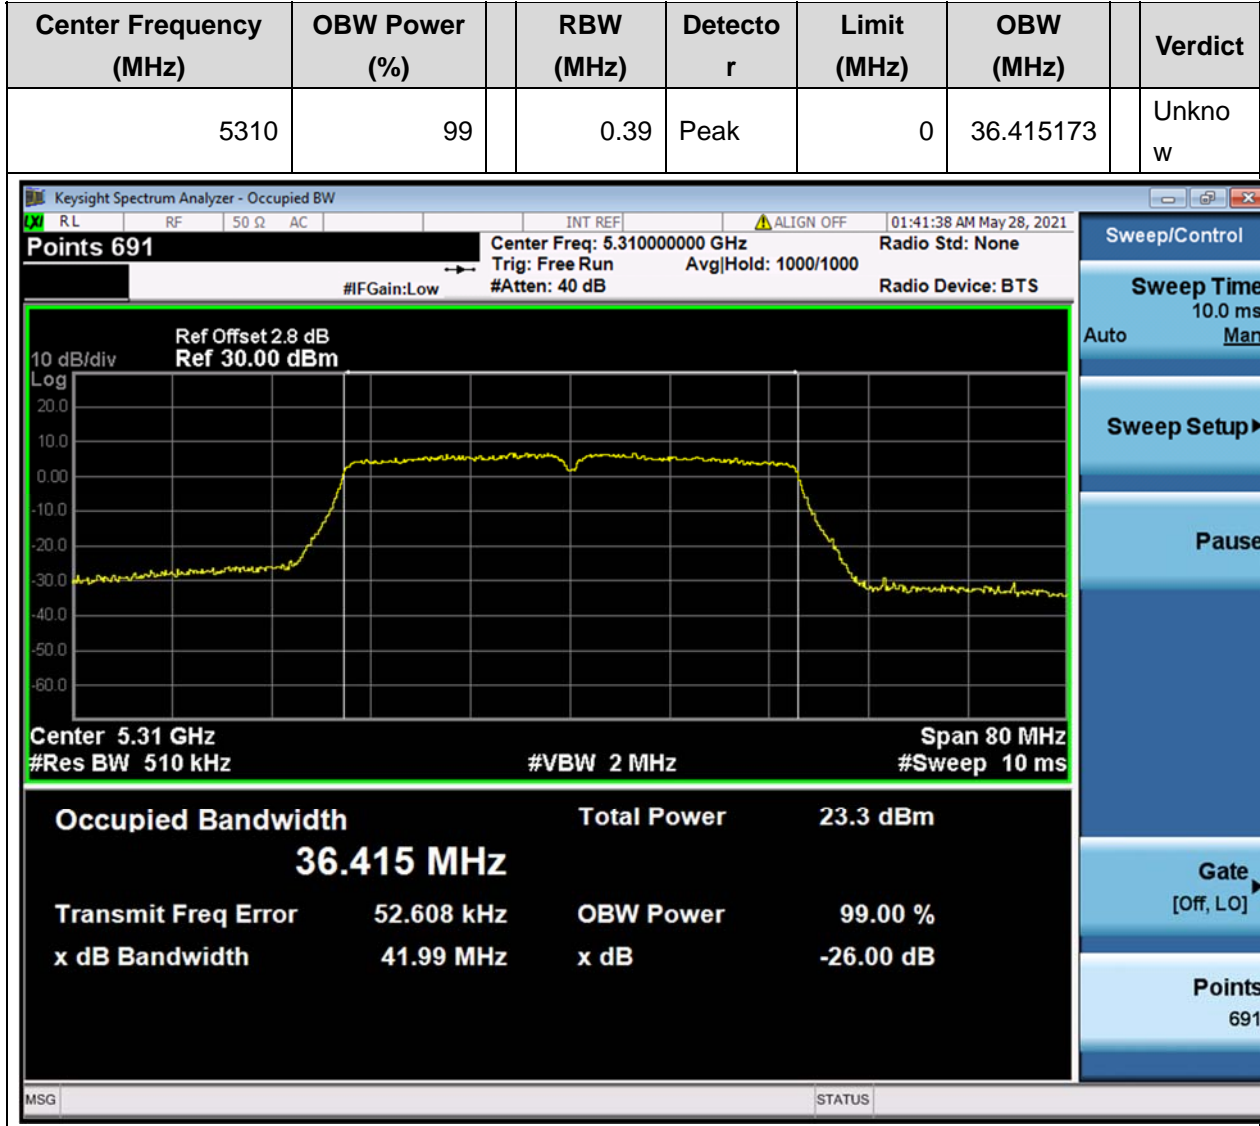 Center Frequency (MHz) OBW Power (%) RBW (MHz) Detecto r Limit (MHz) OBW (MHz) Verdict
5310 99 0.39 Peak 0 36.415173 Unkno w
Keysight Spectrum Analyzer - Occupied BW
LXI RL RF 50 Ω AC INT REF ALIGN OFF 01:41:38 AM May 28, 2021
Points 691
Center Freq: 5.310000000 GHz Radio Std: None
Trig: Free Run Avg|Hold: 1000/1000
#IFGain:Low #Atten: 40 dB Radio Device: BTS
Ref Offset 2.8 dB
10 dB/div Ref 30.00 dBm
Log
20.0
10.0
0.00
-10.0
-20.0
-30.0
-40.0
-50.0
-60.0
Center 5.31 GHz Span 80 MHz
#Res BW 510 kHz #VBW 2 MHz #Sweep 10 ms
Occupied Bandwidth Total Power 23.3 dBm
36.415 MHz
Transmit Freq Error 52.608 kHz OBW Power 99.00 %
x dB Bandwidth 41.99 MHz x dB -26.00 dB
MSG STATUS
Sweep/Control
Sweep Time
10.0 ms
Auto Man
Sweep Setup
Pause
Gate
[Off, LO]
Points
691